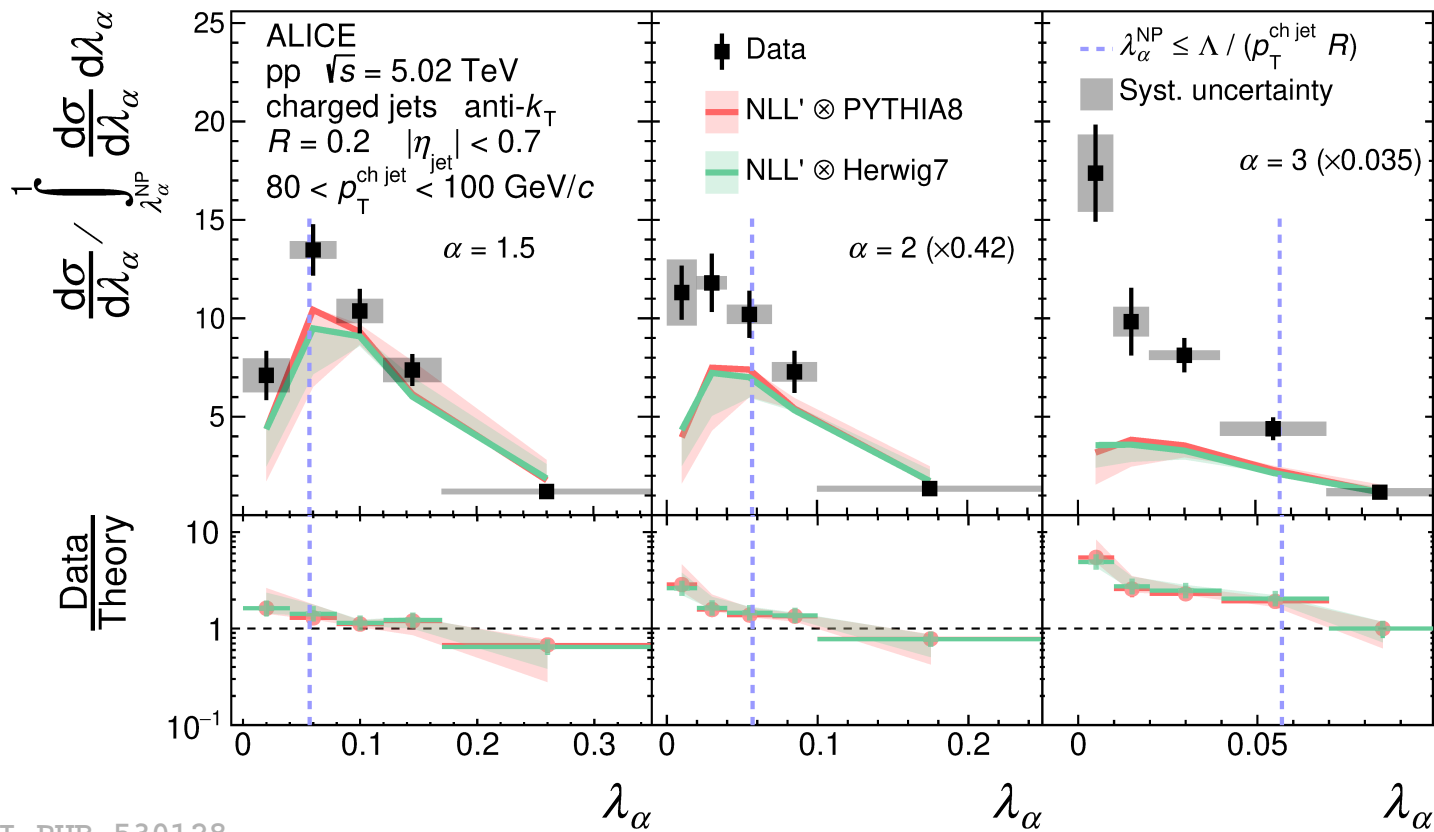 ALICE
pp √s = 5.02 TeV
charged jets anti-k_T
R = 0.2 |η_jet| < 0.7
80 < p_T^{ch jet} < 100 GeV/c
α = 1.5
Data
NLL' ⊗ PYTHIA8
NLL' ⊗ Herwig7
α = 2 (×0.42)
λ_α^{NP} ≤ Λ / (p_T^{ch jet} R)
Syst. uncertainty
α = 3 (×0.035)
dσ/dλ_α / ∫_{λ_α^{NP}}^1 dσ/dλ_α dλ_α
25
20
15
10
5
Data
Theory
10
1
10⁻¹
0 0.1 0.2 0.3
0 0.1 0.2
0 0.05
λ_α λ_α λ_α